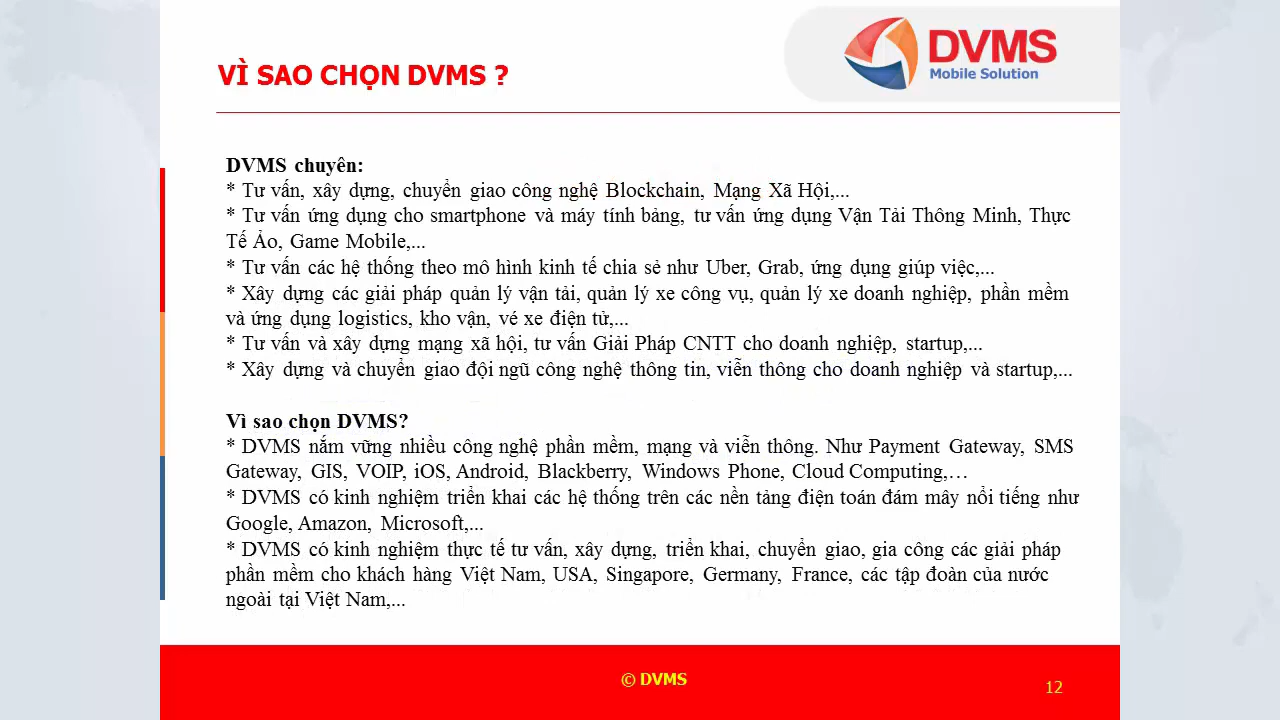 DVMS
Mobile Solution
VÌ SAO CHỌN DVMS ?
DVMS chuyên:
* Tư vấn, xây dựng, chuyển giao công nghệ Blockchain, Mạng Xã Hội,...
* Tư vấn ứng dụng cho smartphone và máy tính bảng, tư vấn ứng dụng Vận Tải Thông Minh, Thực
Tế Ảo, Game Mobile,...
* Tư vấn các hệ thống theo mô hình kinh tế chia sẻ như Uber, Grab, ứng dụng giúp việc,...
* Xây dựng các giải pháp quản lý vận tải, quản lý xe công vụ, quản lý xe doanh nghiệp, phần mềm
và ứng dụng logistics, kho vận, vé xe điện tử,...
* Tư vấn và xây dựng mạng xã hội, tư vấn Giải Pháp CNTT cho doanh nghiệp, startup,...
* Xây dựng và chuyển giao đội ngũ công nghệ thông tin, viễn thông cho doanh nghiệp và startup,...
Vì sao chọn DVMS?
* DVMS nắm vững nhiều công nghệ phần mềm, mạng và viễn thông. Như Payment Gateway, SMS
Gateway, GIS, VOIP, iOS, Android, Blackberry, Windows Phone, Cloud Computing,…
* DVMS có kinh nghiệm triển khai các hệ thống trên các nền tảng điện toán đám mây nổi tiếng như
Google, Amazon, Microsoft,...
* DVMS có kinh nghiệm thực tế tư vấn, xây dựng, triển khai, chuyển giao, gia công các giải pháp
phần mềm cho khách hàng Việt Nam, USA, Singapore, Germany, France, các tập đoàn của nước
ngoài tại Việt Nam,...
© DVMS
12